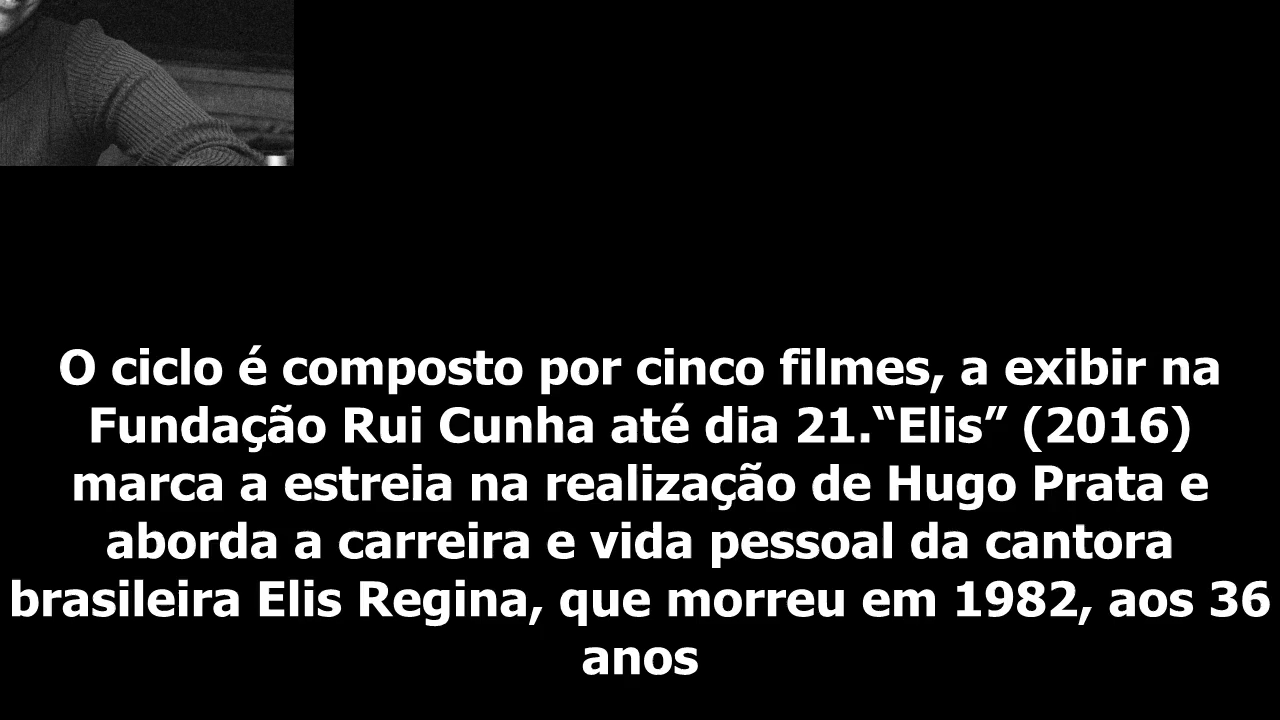 O ciclo é composto por cinco filmes, a exibir na
Fundação Rui Cunha até dia 21.“Elis” (2016)
marca a estreia na realização de Hugo Prata e
aborda a carreira e vida pessoal da cantora
brasileira Elis Regina, que morreu em 1982, aos 36
anos